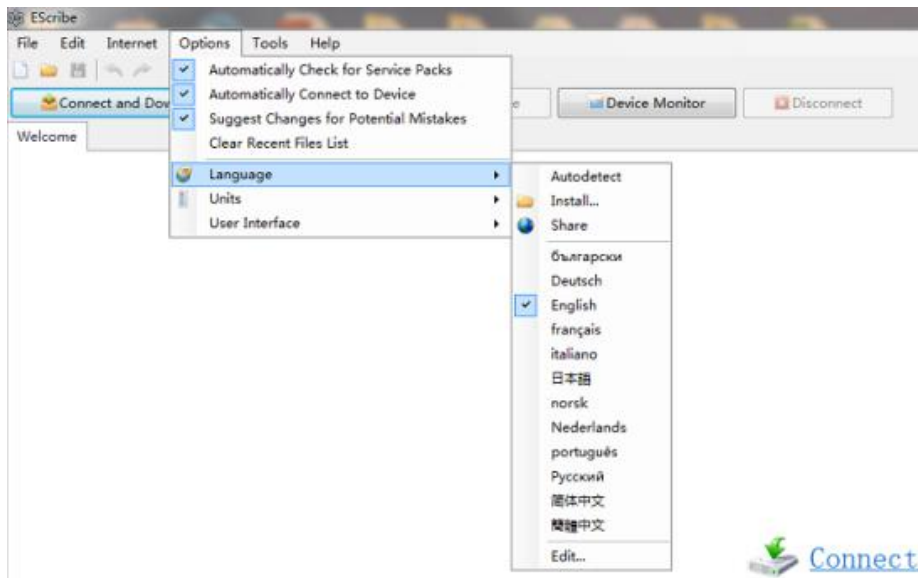 EScribe
File Edit Internet Options Tools Help
Automatically Check for Service Packs
Automatically Connect to Device
Connect and Device Monitor Disconnect
Suggest Changes for Potential Mistakes
Welcome
Clear Recent Files List
Language
Units
User Interface
Autodetect
Install...
Share
български
Deutsch
English
français
italiano
日本語
norsk
Nederlands
português
Русский
简体中文
簡體中文
Edit...
Connect